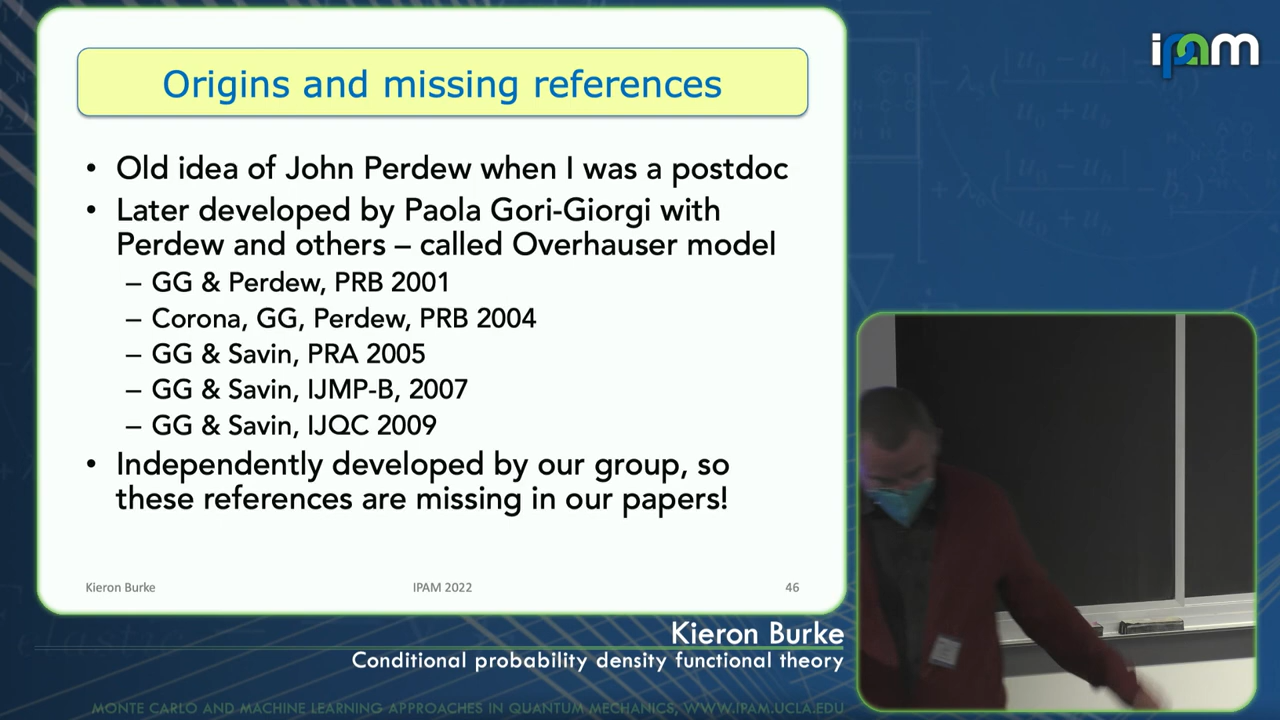 Origins and missing references
ipam
• Old idea of John Perdew when I was a postdoc
• Later developed by Paola Gori-Giorgi with
Perdew and others – called Overhauser model
– GG & Perdew, PRB 2001
– Corona, GG, Perdew, PRB 2004
– GG & Savin, PRA 2005
– GG & Savin, IJMP-B, 2007
– GG & Savin, IJQC 2009
• Independently developed by our group, so
these references are missing in our papers!
Kieron Burke IPAM 2022 46
Kieron Burke
Conditional probability density functional theory
MONTE CARLO AND MACHINE LEARNING APPROACHES IN QUANTUM MECHANICS, WWW.IPAM.UCLA.EDU